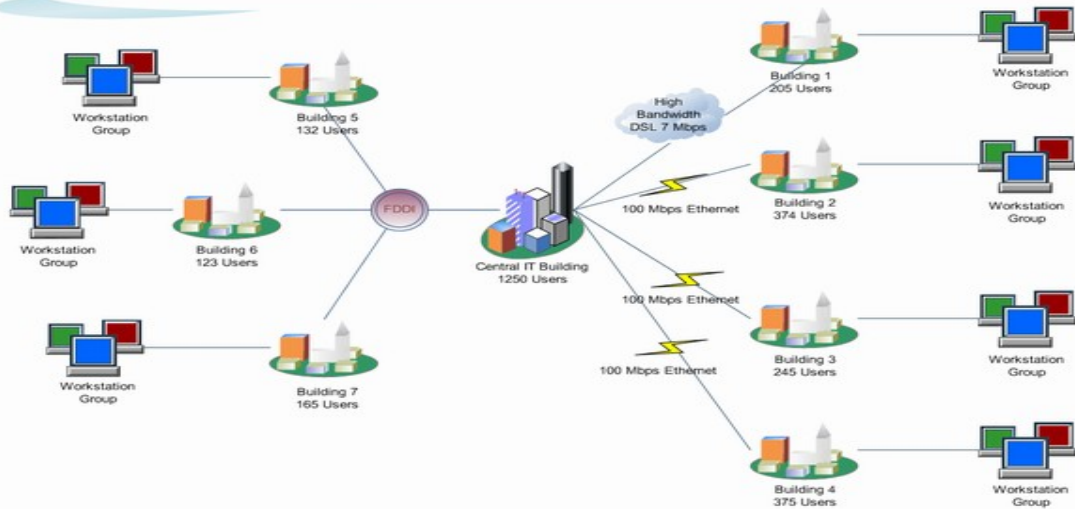 Building 1
205 Users
Workstation
Group
Workstation
Group
Building 5
132 Users
High
Bandwidth
DSL 7 Mbps
Building 2
374 Users
100 Mbps Ethernet
Workstation
Group
FDDI
Workstation
Group
Building 6
123 Users
Central IT Building
1250 Users
100 Mbps Ethernet
Building 3
245 Users
Workstation
Group
100 Mbps Ethernet
Workstation
Group
Building 7
165 Users
Building 4
375 Users
Workstation
Group